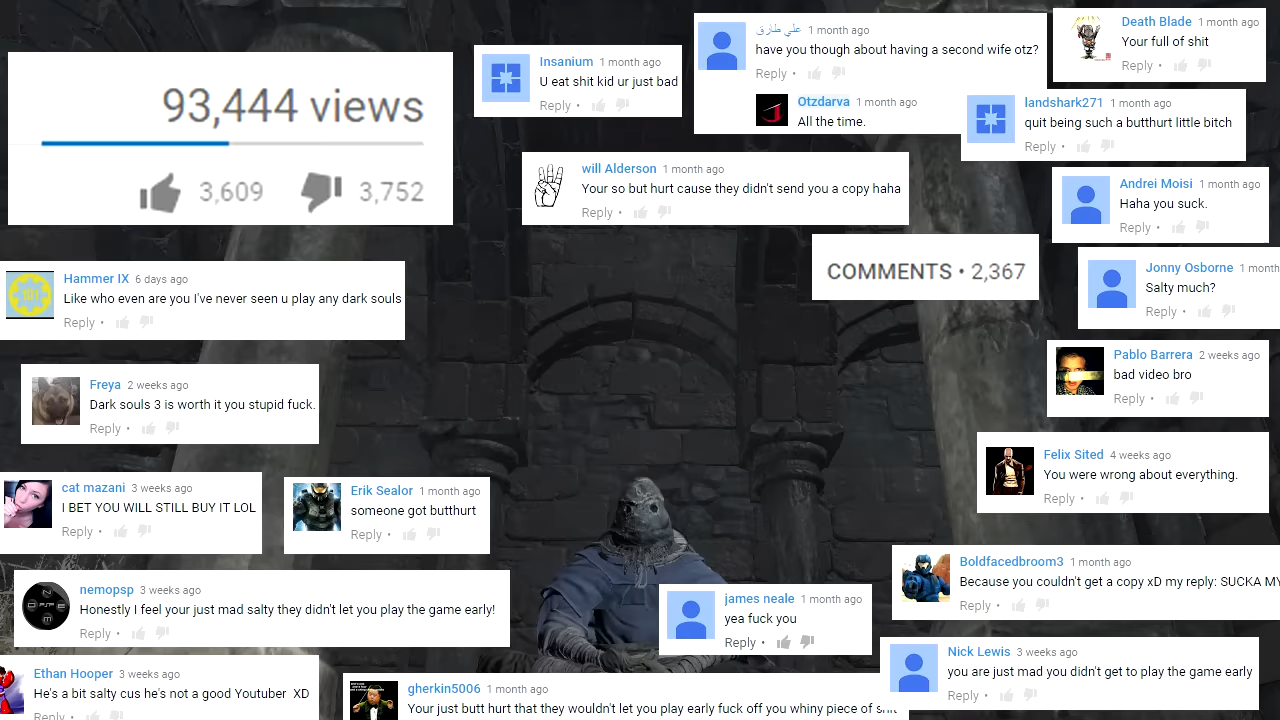 93,444 views
3,609 3,752
Insanium 1 month ago
U eat shit kid ur just bad
Reply •
علي طارق 1 month ago
have you though about having a second wife otz?
Reply •
Otzdarva 1 month ago
All the time.
Death Blade 1 month ago
Your full of shit
Reply •
landshark271 1 month ago
quit being such a butthurt little bitch
Reply •
will Alderson 1 month ago
Your so but hurt cause they didn't send you a copy haha
Reply •
Andrei Moisi 1 month ago
Haha you suck.
Reply •
COMMENTS • 2,367
Jonny Osborne 1 month
Salty much?
Reply •
Hammer IX 6 days ago
Like who even are you I've never seen u play any dark souls
Reply •
Pablo Barrera 2 weeks ago
bad video bro
Reply •
Freya 2 weeks ago
Dark souls 3 is worth it you stupid fuck.
Reply •
Felix Sited 4 weeks ago
You were wrong about everything.
Reply •
cat mazani 3 weeks ago
I BET YOU WILL STILL BUY IT LOL
Reply •
Erik Sealor 1 month ago
someone got butthurt
Reply •
Boldfacedbroom3 1 month ago
Because you couldn't get a copy xD my reply: SUCKA MY
Reply •
nemopsp 3 weeks ago
Honestly I feel your just mad salty they didn't let you play the game early!
Reply •
james neale 1 month ago
yea fuck you
Reply •
Nick Lewis 3 weeks ago
you are just mad you didn't get to play the game early
Reply •
Ethan Hooper 3 weeks ago
He's a bit salty cus he's not a good Youtuber XD
Reply •
gherkin5006 1 month ago
Your just butt hurt that they wouldn't let you play early fuck off you whiny piece of shit